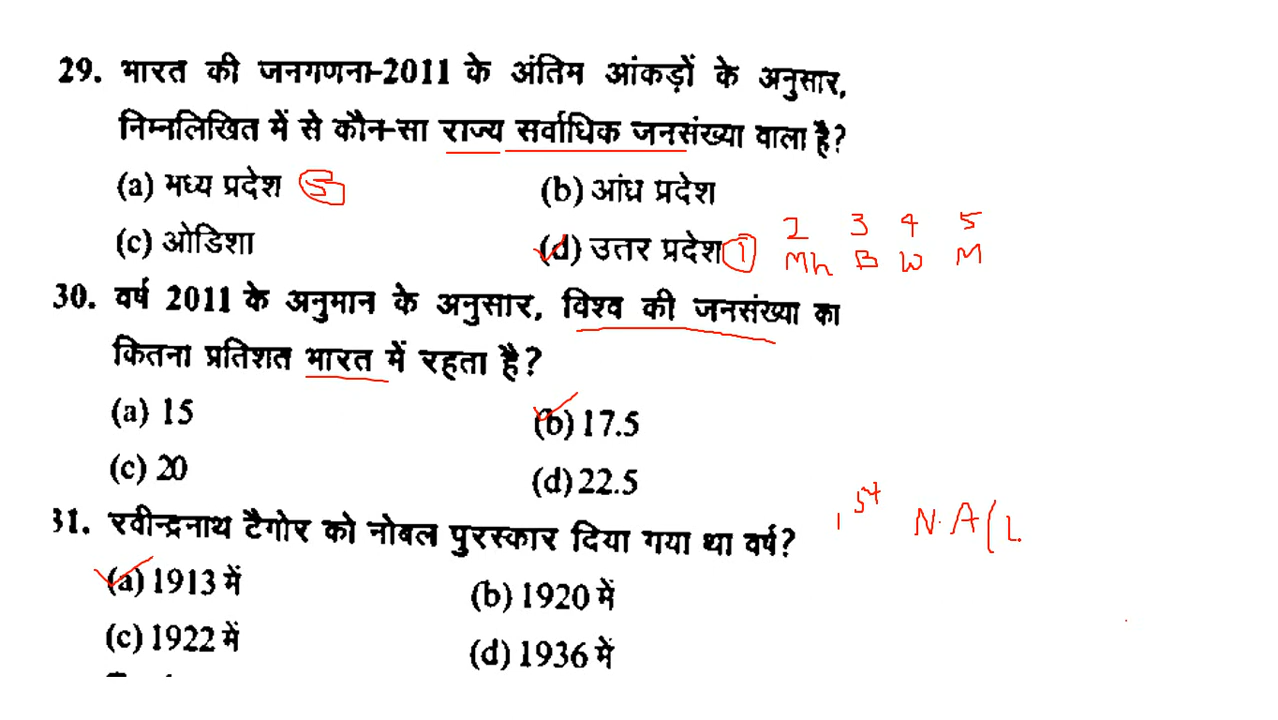 29. भारत की जनगणना-2011 के अंतिम आंकड़ों के अनुसार,
निम्नलिखित में से कौन-सा राज्य सर्वाधिक जनसंख्या वाला है?
(a) मध्य प्रदेश 5 (b) आंध्र प्रदेश
(c) ओडिशा (d) उत्तर प्रदेश 1
2 3 4 5
Mh B W M
30. वर्ष 2011 के अनुमान के अनुसार, विश्व की जनसंख्या का
कितना प्रतिशत भारत में रहता है?
(a) 15 (b) 17.5
(c) 20 (d) 22.5
31. रवीन्द्रनाथ टैगोर को नोबल पुरस्कार दिया गया था वर्ष?
1st N.A(L
(a) 1913 में (b) 1920 में
(c) 1922 में (d) 1936 में